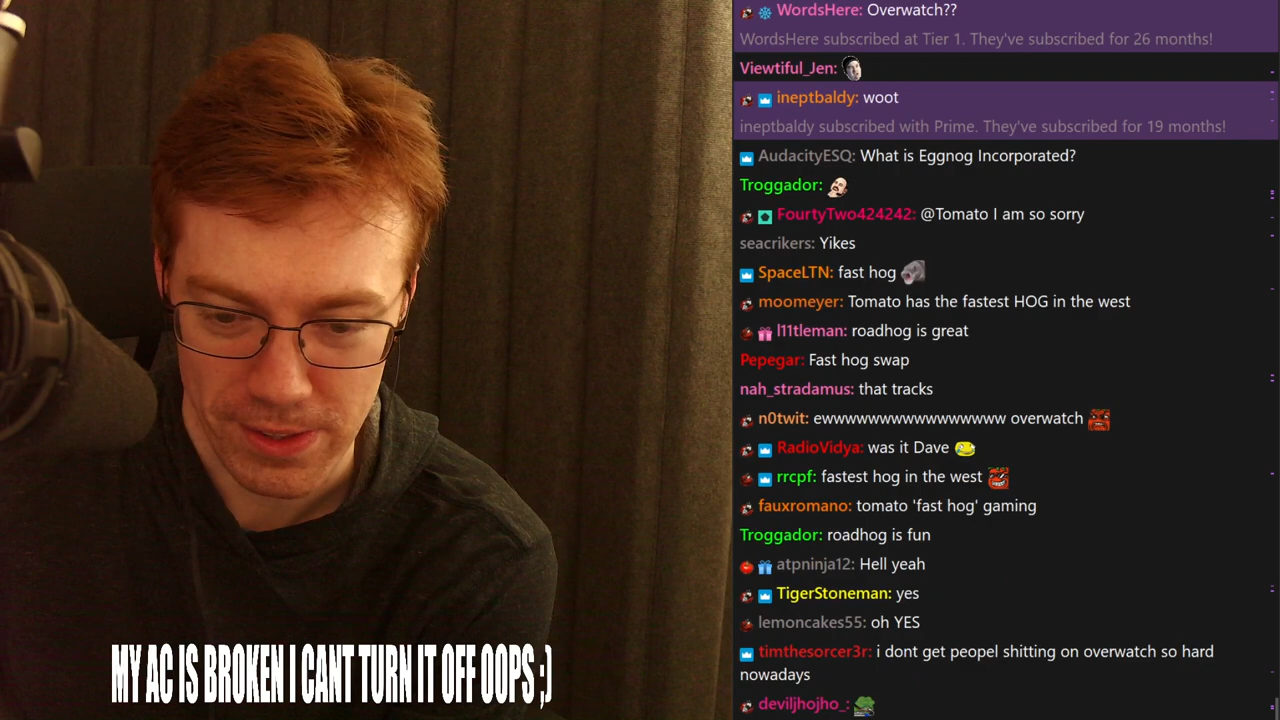 WordsHere: Overwatch??
WordsHere subscribed at Tier 1. They've subscribed for 26 months!
Viewtiful_Jen:
ineptbaldy: woot
ineptbaldy subscribed with Prime. They've subscribed for 19 months!
AudacityESQ: What is Eggnog Incorporated?
Troggador:
FourtyTwo424242: @Tomato I am so sorry
seacrikers: Yikes
SpaceLTN: fast hog
moomeyer: Tomato has the fastest HOG in the west
l11tleman: roadhog is great
Pepegar: Fast hog swap
nah_stradamus: that tracks
n0twit: ewwwwwwwwwwwwwwwww overwatch
RadioVidya: was it Dave
rrcpf: fastest hog in the west
fauxromano: tomato 'fast hog' gaming
Troggador: roadhog is fun
atpninja12: Hell yeah
TigerStoneman: yes
lemoncakes55: oh YES
timthesorcer3r: i dont get peopel shitting on overwatch so hard
nowadays
deviljhojho_:
MY AC IS BROKEN I CANT TURN IT OFF OOPS ;)